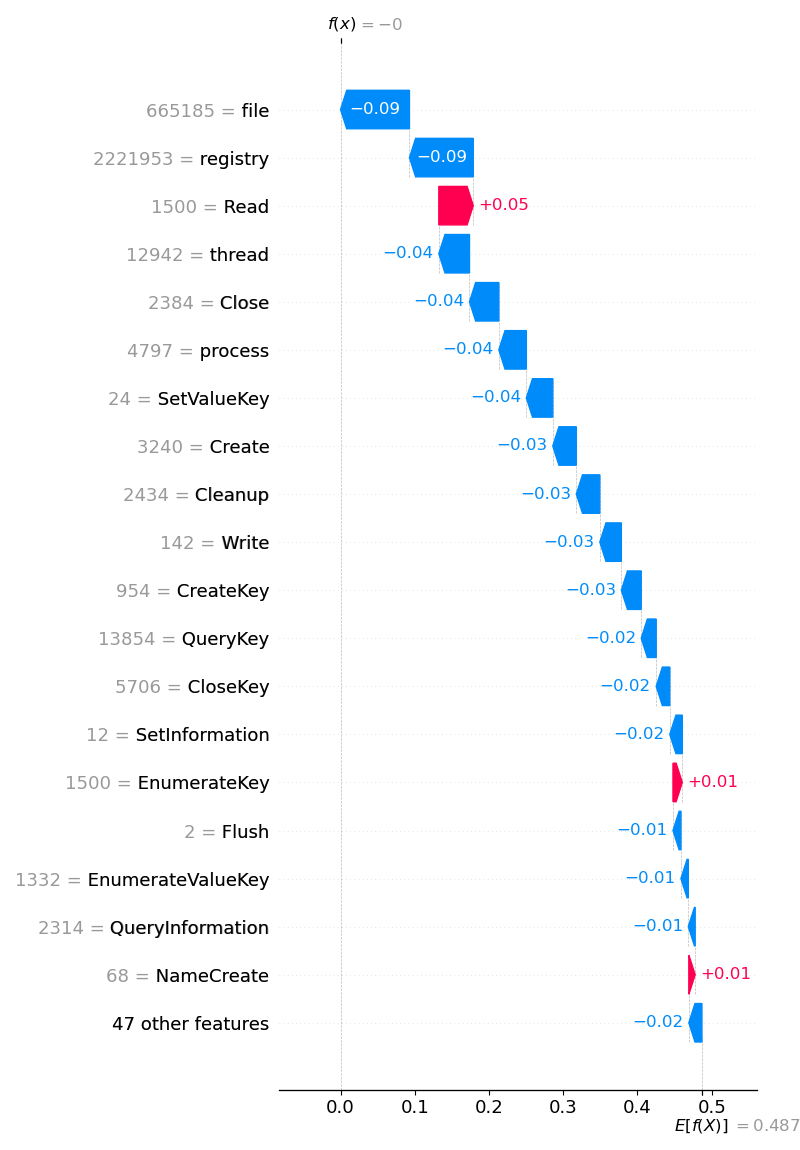 f(x) = −0
665185 = file
−0.09
2221953 = registry
−0.09
1500 = Read
+0.05
12942 = thread
−0.04
2384 = Close
−0.04
4797 = process
−0.04
24 = SetValueKey
−0.04
3240 = Create
−0.03
2434 = Cleanup
−0.03
142 = Write
−0.03
954 = CreateKey
−0.03
13854 = QueryKey
−0.02
5706 = CloseKey
−0.02
12 = SetInformation
−0.02
1500 = EnumerateKey
+0.01
2 = Flush
−0.01
1332 = EnumerateValueKey
−0.01
2314 = QueryInformation
−0.01
68 = NameCreate
+0.01
47 other features
−0.02
0.0 0.1 0.2 0.3 0.4 0.5
E[f(X)] = 0.487